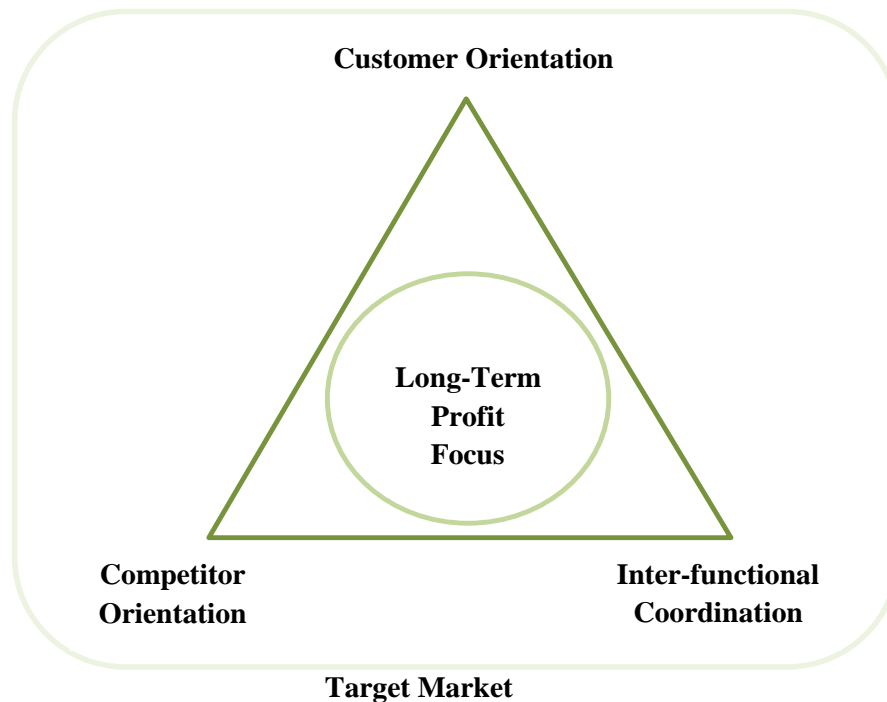 Customer Orientation
Long-Term
Profit
Focus
Competitor
Orientation
Inter-functional
Coordination
Target Market